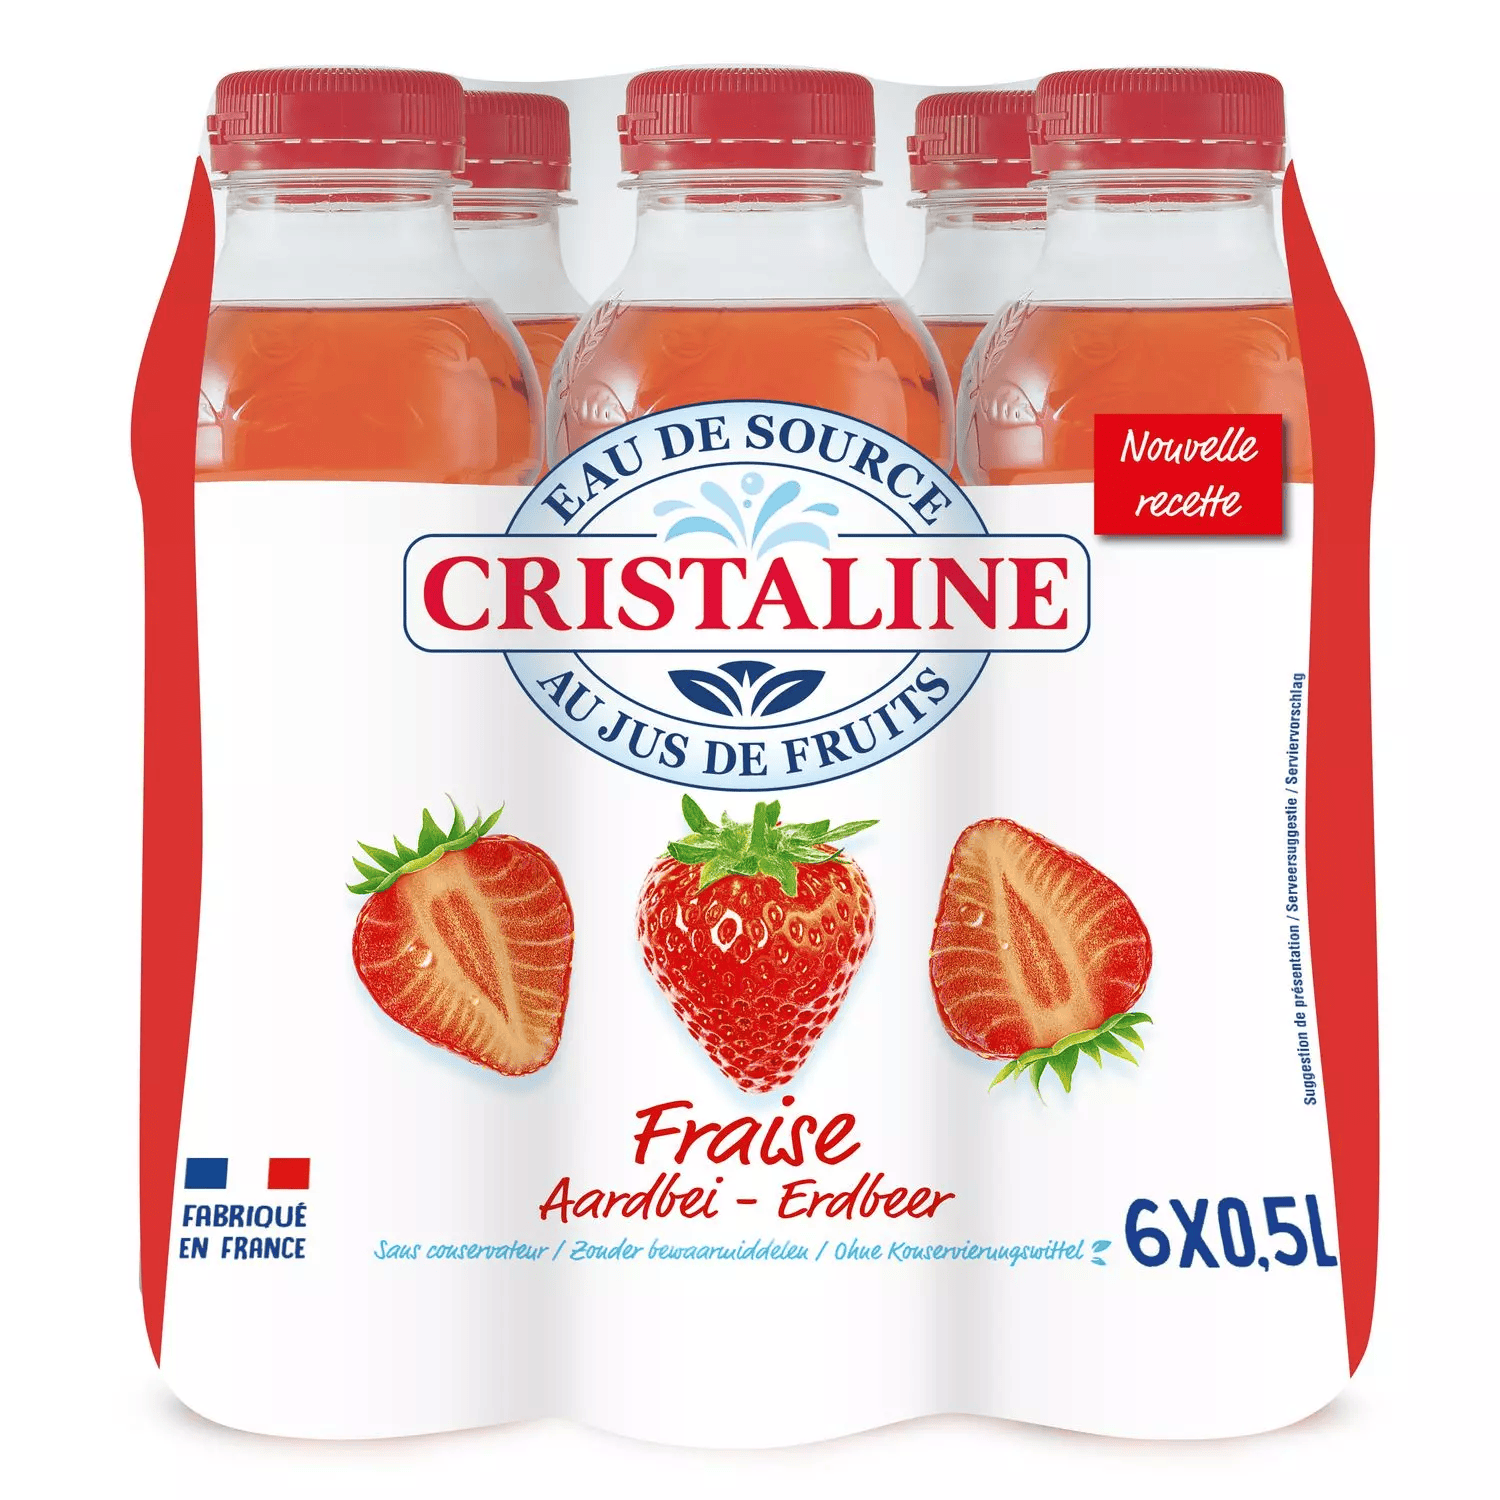 EAU DE SOURCE
CRISTALINE
AU JUS DE FRUITS
Nouvelle
recette
Suggestion de présentation / Serveersuggestie / Serviervorschlag
Fraise
Aardbei - Erdbeer
Sans conservateur / Zonder bewaarmiddelen / Ohne Konservierungsmittel
FABRIQUÉ
EN FRANCE
6X0,5L